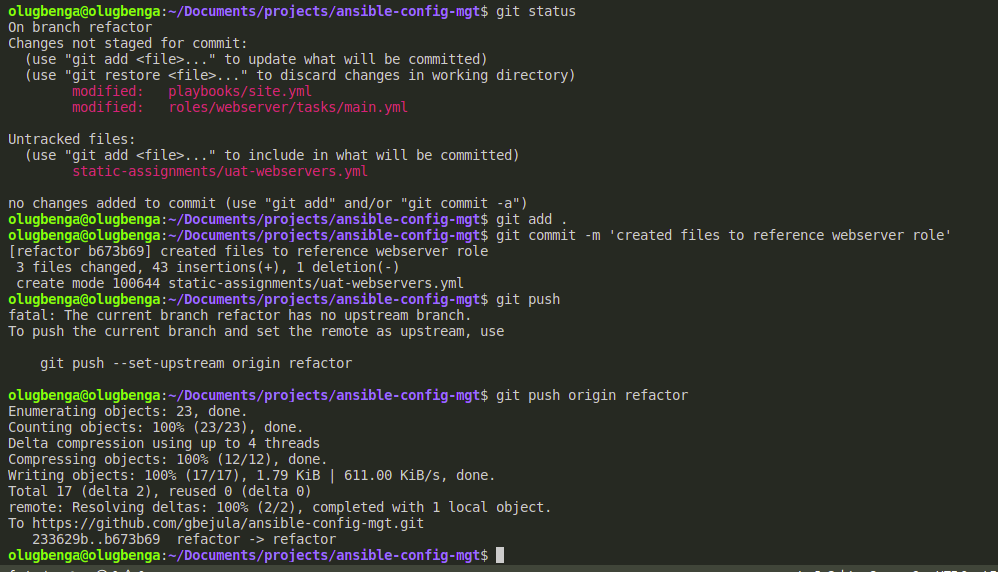 olugbenga@olugbenga:~/Documents/projects/ansible-config-mgt$ git status
On branch refactor
Changes not staged for commit:
  (use "git add <file>..." to update what will be committed)
  (use "git restore <file>..." to discard changes in working directory)
        modified:   playbooks/site.yml
        modified:   roles/webserver/tasks/main.yml

Untracked files:
  (use "git add <file>..." to include in what will be committed)
        static-assignments/uat-webservers.yml

no changes added to commit (use "git add" and/or "git commit -a")
olugbenga@olugbenga:~/Documents/projects/ansible-config-mgt$ git add .
olugbenga@olugbenga:~/Documents/projects/ansible-config-mgt$ git commit -m 'created files to reference webserver role'
[refactor b673b69] created files to reference webserver role
 3 files changed, 43 insertions(+), 1 deletion(-)
 create mode 100644 static-assignments/uat-webservers.yml
olugbenga@olugbenga:~/Documents/projects/ansible-config-mgt$ git push
fatal: The current branch refactor has no upstream branch.
To push the current branch and set the remote as upstream, use

    git push --set-upstream origin refactor

olugbenga@olugbenga:~/Documents/projects/ansible-config-mgt$ git push origin refactor
Enumerating objects: 23, done.
Counting objects: 100% (23/23), done.
Delta compression using up to 4 threads
Compressing objects: 100% (12/12), done.
Writing objects: 100% (17/17), 1.79 KiB | 611.00 KiB/s, done.
Total 17 (delta 2), reused 0 (delta 0)
remote: Resolving deltas: 100% (2/2), completed with 1 local object.
To https://github.com/gbejula/ansible-config-mgt.git
   233629b..b673b69  refactor -> refactor
olugbenga@olugbenga:~/Documents/projects/ansible-config-mgt$